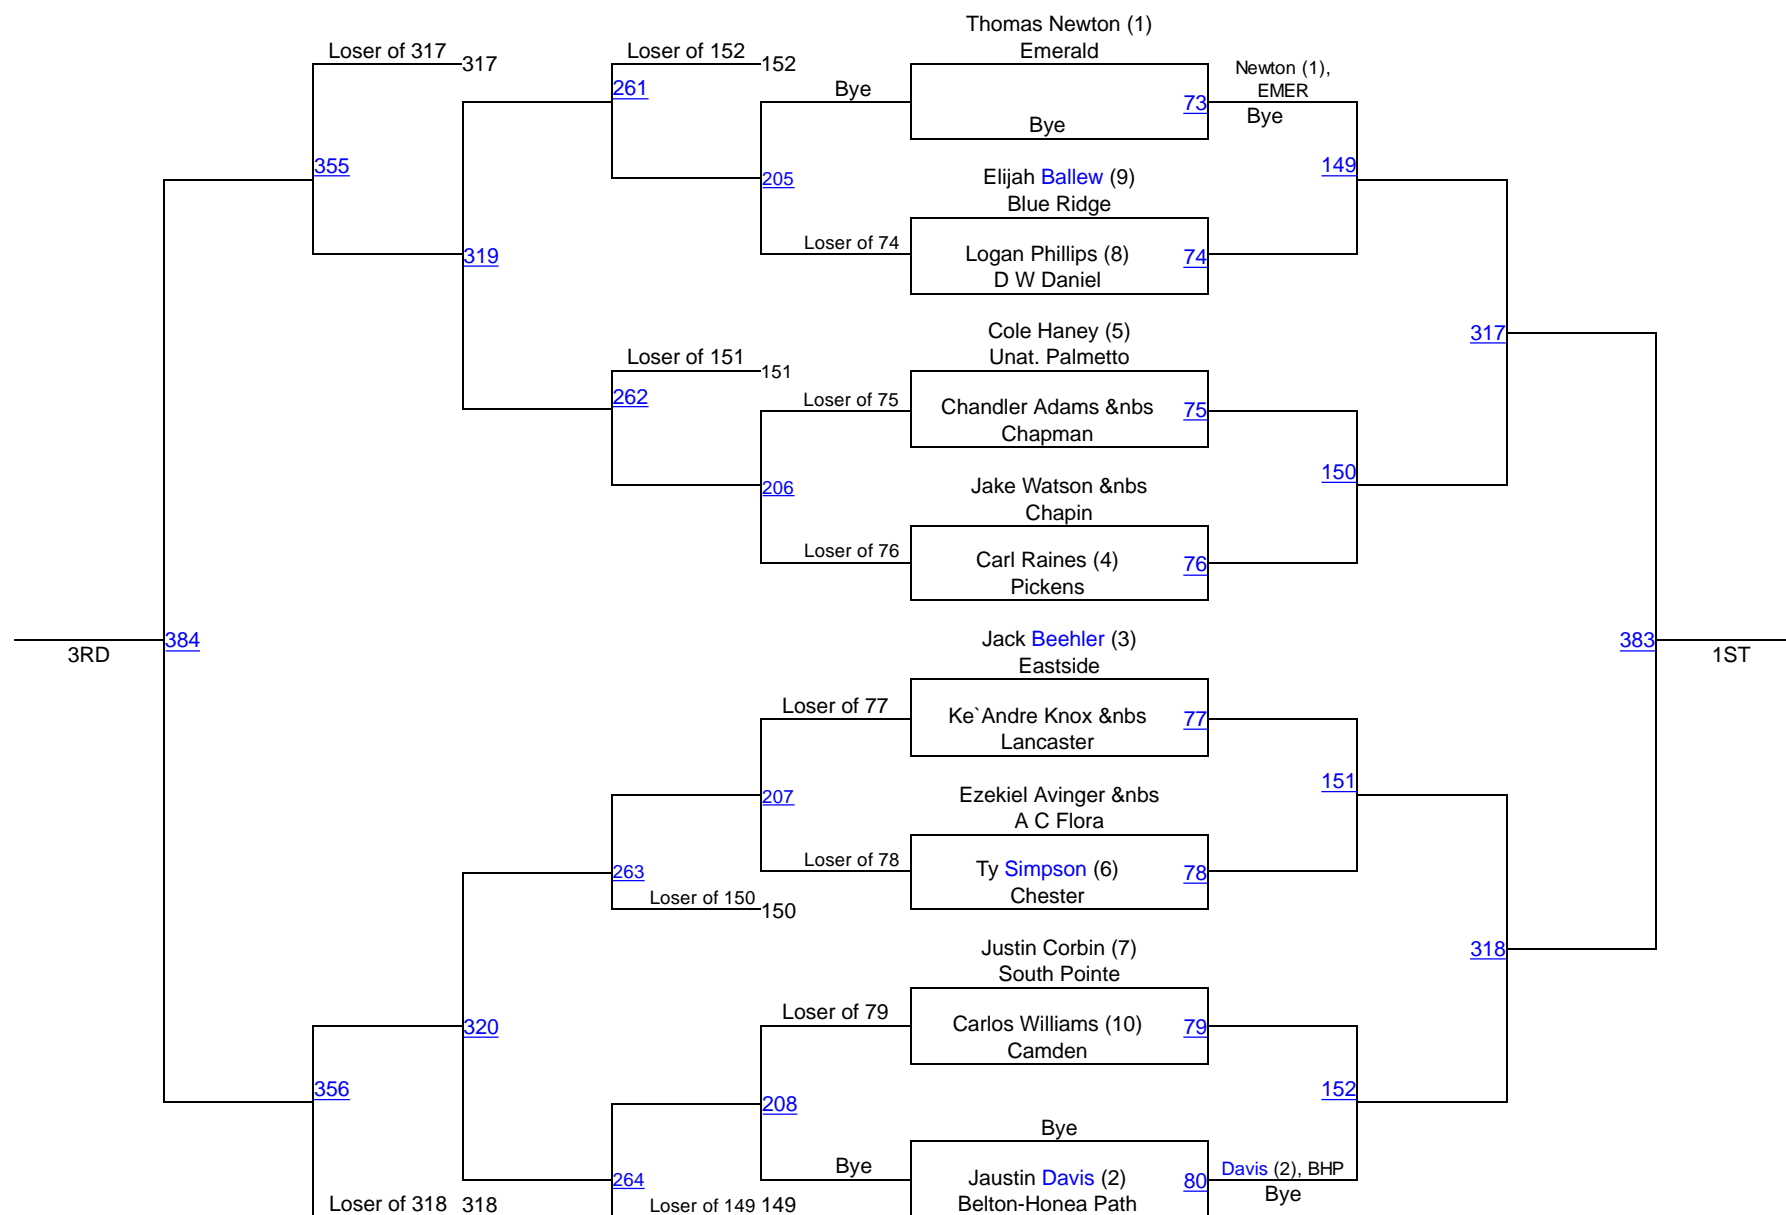 Thomas Newton (1)
Emerald
Loser of 317
317
Loser of 152
152
Newton (1),
EMER
261
Bye
73
Bye
Bye
355
205
Elijah Ballew (9)
Blue Ridge
149
319
Loser of 74
Logan Phillips (8)
D W Daniel
74
Cole Haney (5)
Unat. Palmetto
317
Loser of 151
151
262
Loser of 75
Chandler Adams &nbs
Chapman
75
206
Jake Watson &nbs
Chapin
150
Loser of 76
Carl Raines (4)
Pickens
76
3RD
384
Jack Beehler (3)
Eastside
383
1ST
Loser of 77
Ke`Andre Knox &nbs
Lancaster
77
207
Ezekiel Avinger &nbs
A C Flora
151
263
Loser of 78
Ty Simpson (6)
Chester
78
Loser of 150
150
Justin Corbin (7)
South Pointe
318
Loser of 79
320
Carlos Williams (10)
Camden
79
356
208
152
Bye
264
Bye
Jaustin Davis (2)
Belton-Honea Path
80
Davis (2), BHP
Bye
Loser of 318
318
Loser of 149
149